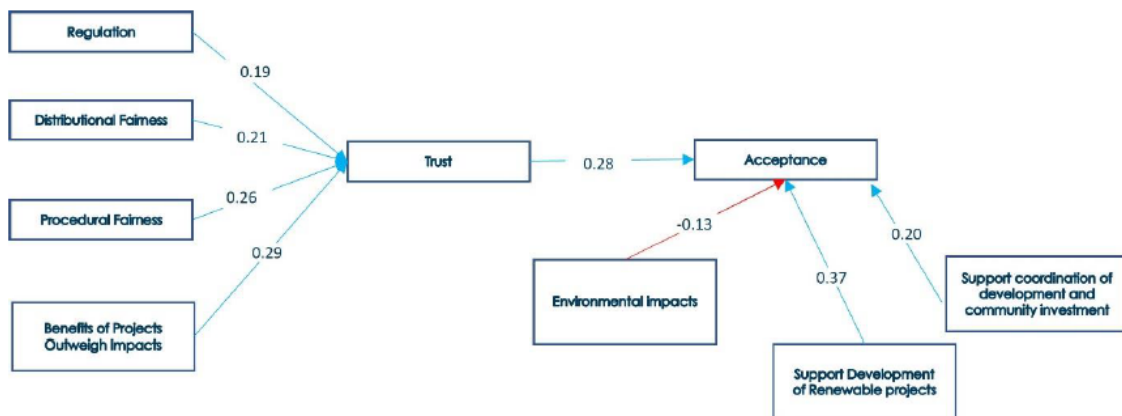 Regulation
0.19
Distributional Fairness
0.21
Trust
0.28
Acceptance
Procedural Fairness
0.26
0.29
-0.13
0.20
Benefits of Projects
Outweigh Impacts
Environmental Impacts
0.37
Support coordination of
development and
community investment
Support Development
of Renewable projects